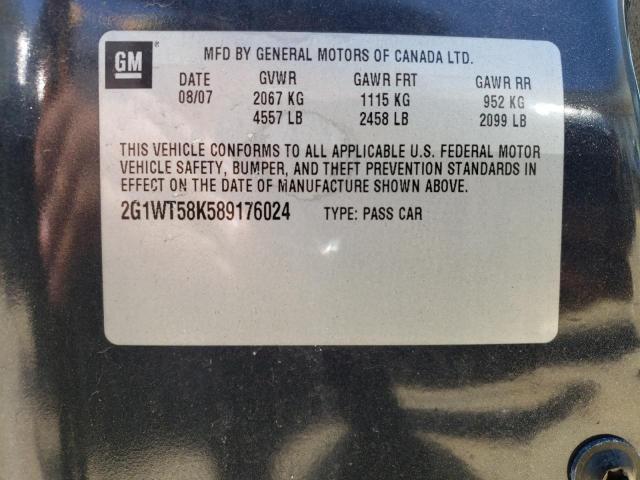 GM
MFD BY GENERAL MOTORS OF CANADA LTD.
DATE GVWR GAWR FRT GAWR RR
08/07 2067 KG 1115 KG 952 KG
4557 LB 2458 LB 2099 LB
THIS VEHICLE CONFORMS TO ALL APPLICABLE U.S. FEDERAL MOTOR
VEHICLE SAFETY, BUMPER, AND THEFT PREVENTION STANDARDS IN
EFFECT ON THE DATE OF MANUFACTURE SHOWN ABOVE.
2G1WT58K589176024 TYPE: PASS CAR